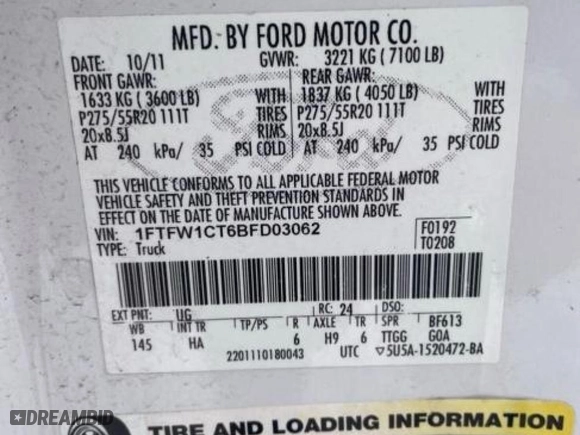 MFD. BY FORD MOTOR CO.
DATE: 10/11 GVWR: 3221 KG ( 7100 LB)
FRONT GAWR: REAR GAWR:
1633 KG ( 3600 LB) WITH 1837 KG ( 4050 LB) WITH
P275/55R20 111T TIRES P275/55R20 111T TIRES
20x8.5J RIMS 20x8.5J RIMS
AT 240 kPa/ 35 PSI COLD AT 240 kPa/ 35 PSI COLD
Ford
THIS VEHICLE CONFORMS TO ALL APPLICABLE FEDERAL MOTOR
VEHICLE SAFETY AND THEFT PREVENTION STANDARDS IN
EFFECT ON THE DATE OF MANUFACTURE SHOWN ABOVE.
VIN: 1FTFW1CT6BFD03062 F0192
TYPE: Truck T0208
EXT PNT: UG RC: 24 DSO:
WB INT TR TP/PS R AXLE TR SPR BF613
145 HA 6 H9 6 TTGG GOA
2201110180043 UTC ▽5U5A-1520472-BA
DREAMBID
TIRE AND LOADING INFORMATION